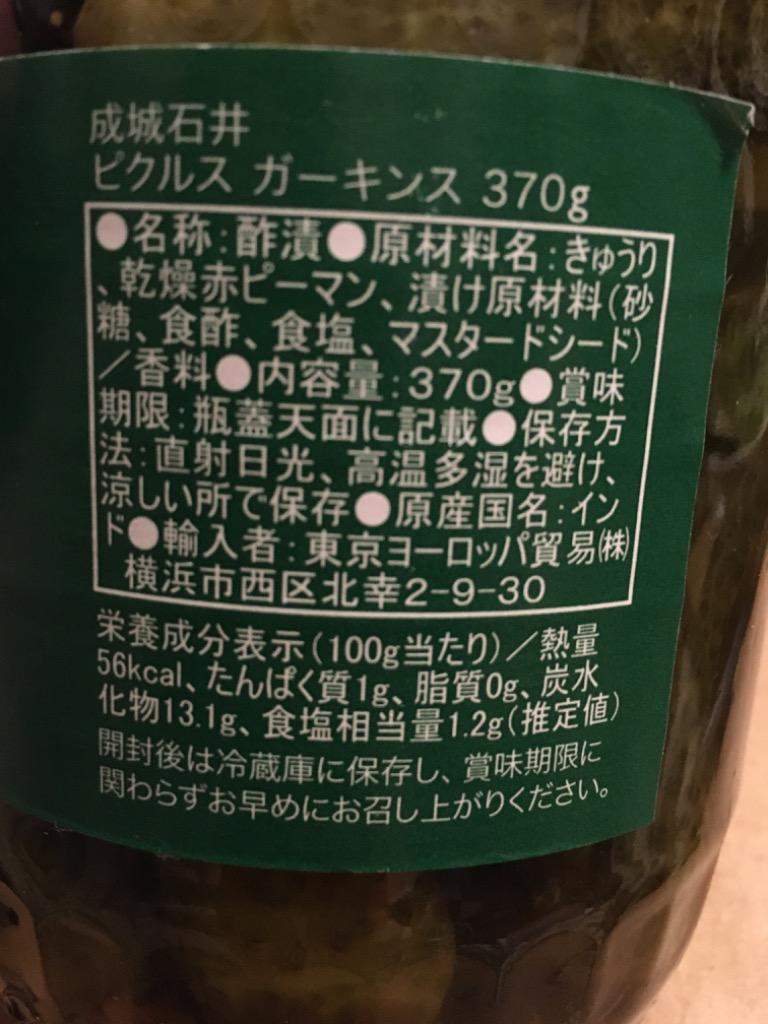 成城石井
ピクルス ガーキンス 370g
●名称:酢漬●原材料名:きゅうり
、乾燥赤ピーマン、漬け原材料(砂
糖、食酢、食塩、マスタードシード)
/香料●内容量:370g●賞味
期限:瓶蓋天面に記載●保存方
法:直射日光、高温多湿を避け、
涼しい所で保存●原産国名:イン
ド●輸入者:東京ヨーロッパ貿易㈱
横浜市西区北幸2-9-30
栄養成分表示(100g当たり)/熱量
56kcal、たんぱく質1g、脂質0g、炭水
化物13.1g、食塩相当量1.2g(推定値)
開封後は冷蔵庫に保存し、賞味期限に
関わらずお早めにお召し上がりください。